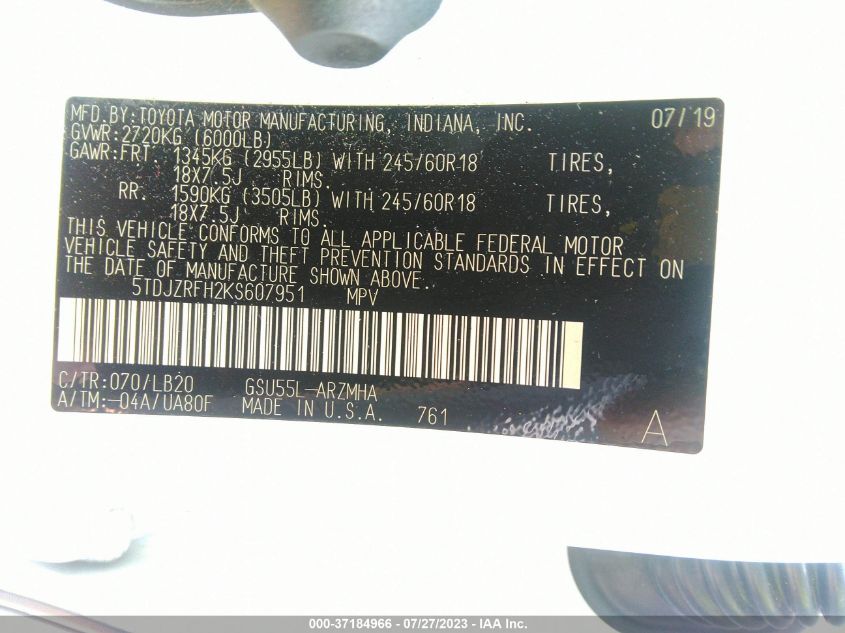 MFD.BY:TOYOTA MOTOR MANUFACTURING, INDIANA, INC. 07/19
GVWR:2720KG (6000LB)
GAWR:FRT. 1345KG (2955LB) WITH 245/60R18 TIRES,
18X7.5J RIMS.
RR. 1590KG (3505LB) WITH 245/60R18 TIRES,
18X7.5J RIMS.
THIS VEHICLE CONFORMS TO ALL APPLICABLE FEDERAL MOTOR
VEHICLE SAFETY AND THEFT PREVENTION STANDARDS IN EFFECT ON
THE DATE OF MANUFACTURE SHOWN ABOVE.
5TDJZRFH2KS607951 MPV
C/TR:070/LB20 GSU55L-ARZMHA
A/TM:-04A/UA80F MADE IN U.S.A. 761 A
000-37184966 - 07/27/2023 - IAA Inc.